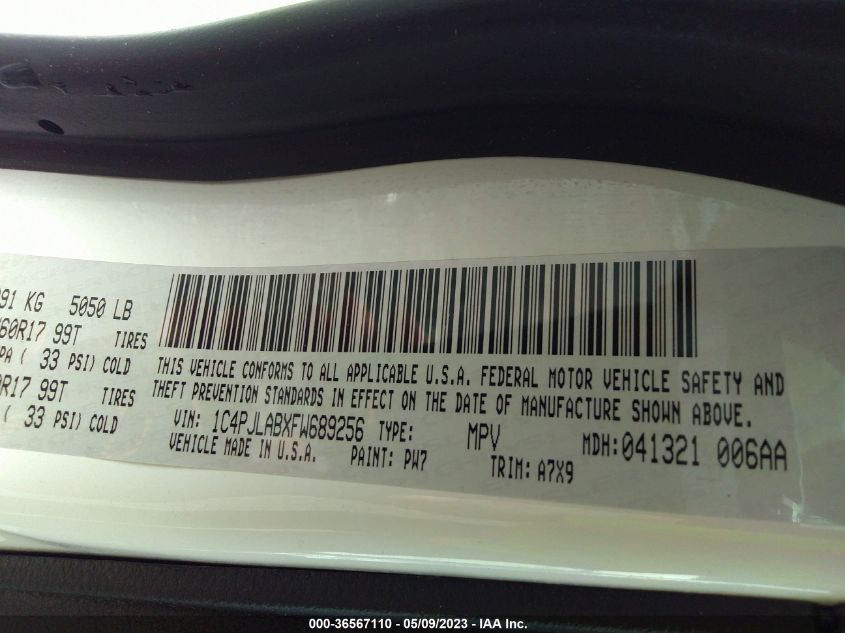 91 KG 5050 LB
60R17 99T TIRES
PA ( 33 PSI) COLD
R17 99T TIRES
( 33 PSI) COLD
THIS VEHICLE CONFORMS TO ALL APPLICABLE U.S.A. FEDERAL MOTOR VEHICLE SAFETY AND
THEFT PREVENTION STANDARDS IN EFFECT ON THE DATE OF MANUFACTURE SHOWN ABOVE.
VIN: 1C4PJLABXFW689256 TYPE: MPV MDH:041321 006AA
VEHICLE MADE IN U.S.A. PAINT: PW7 TRIM: A7X9
000-36567110 - 05/09/2023 - IAA Inc.